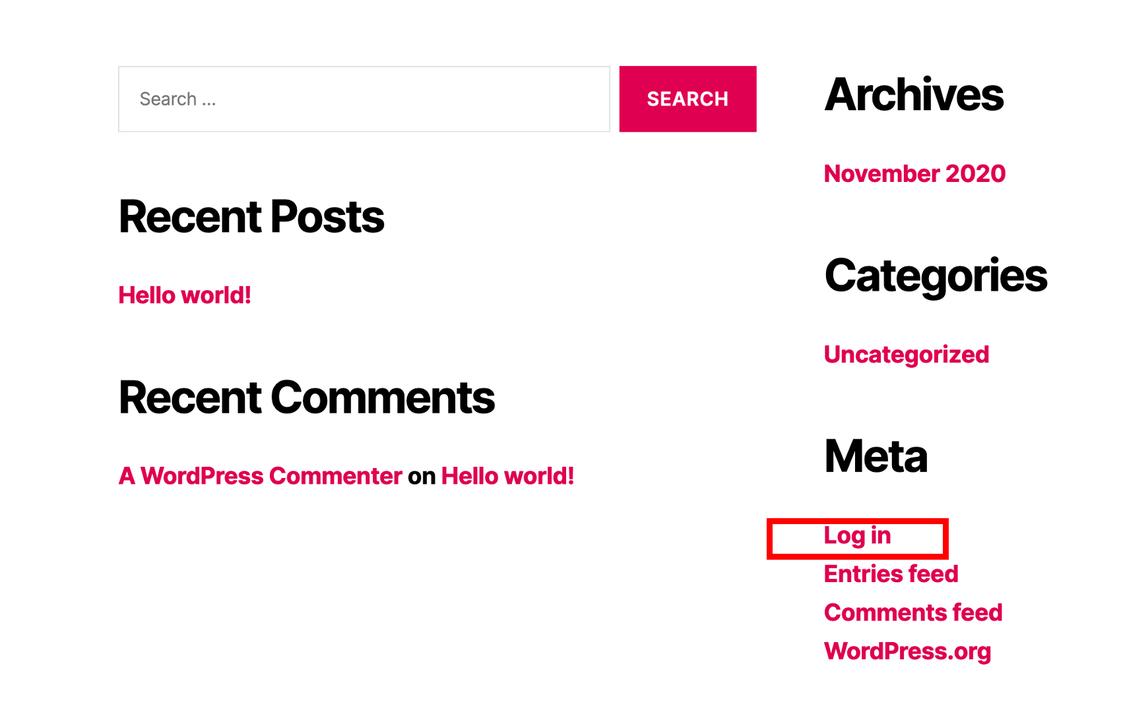 Search ...
SEARCH
Recent Posts
Hello world!
Recent Comments
A WordPress Commenter on Hello world!
Archives
November 2020
Categories
Uncategorized
Meta
Log in
Entries feed
Comments feed
WordPress.org